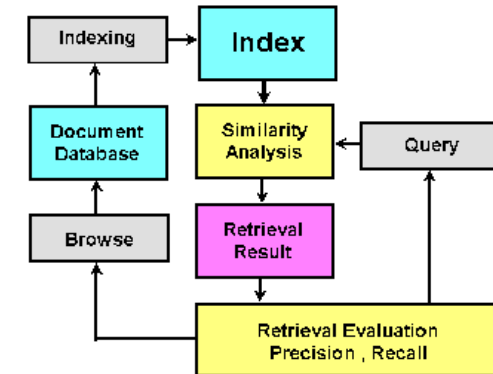 Indexing
Index
Document
Database
Similarity
Analysis
Query
Browse
Retrieval
Result
Retrieval Evaluation
Precision , Recall